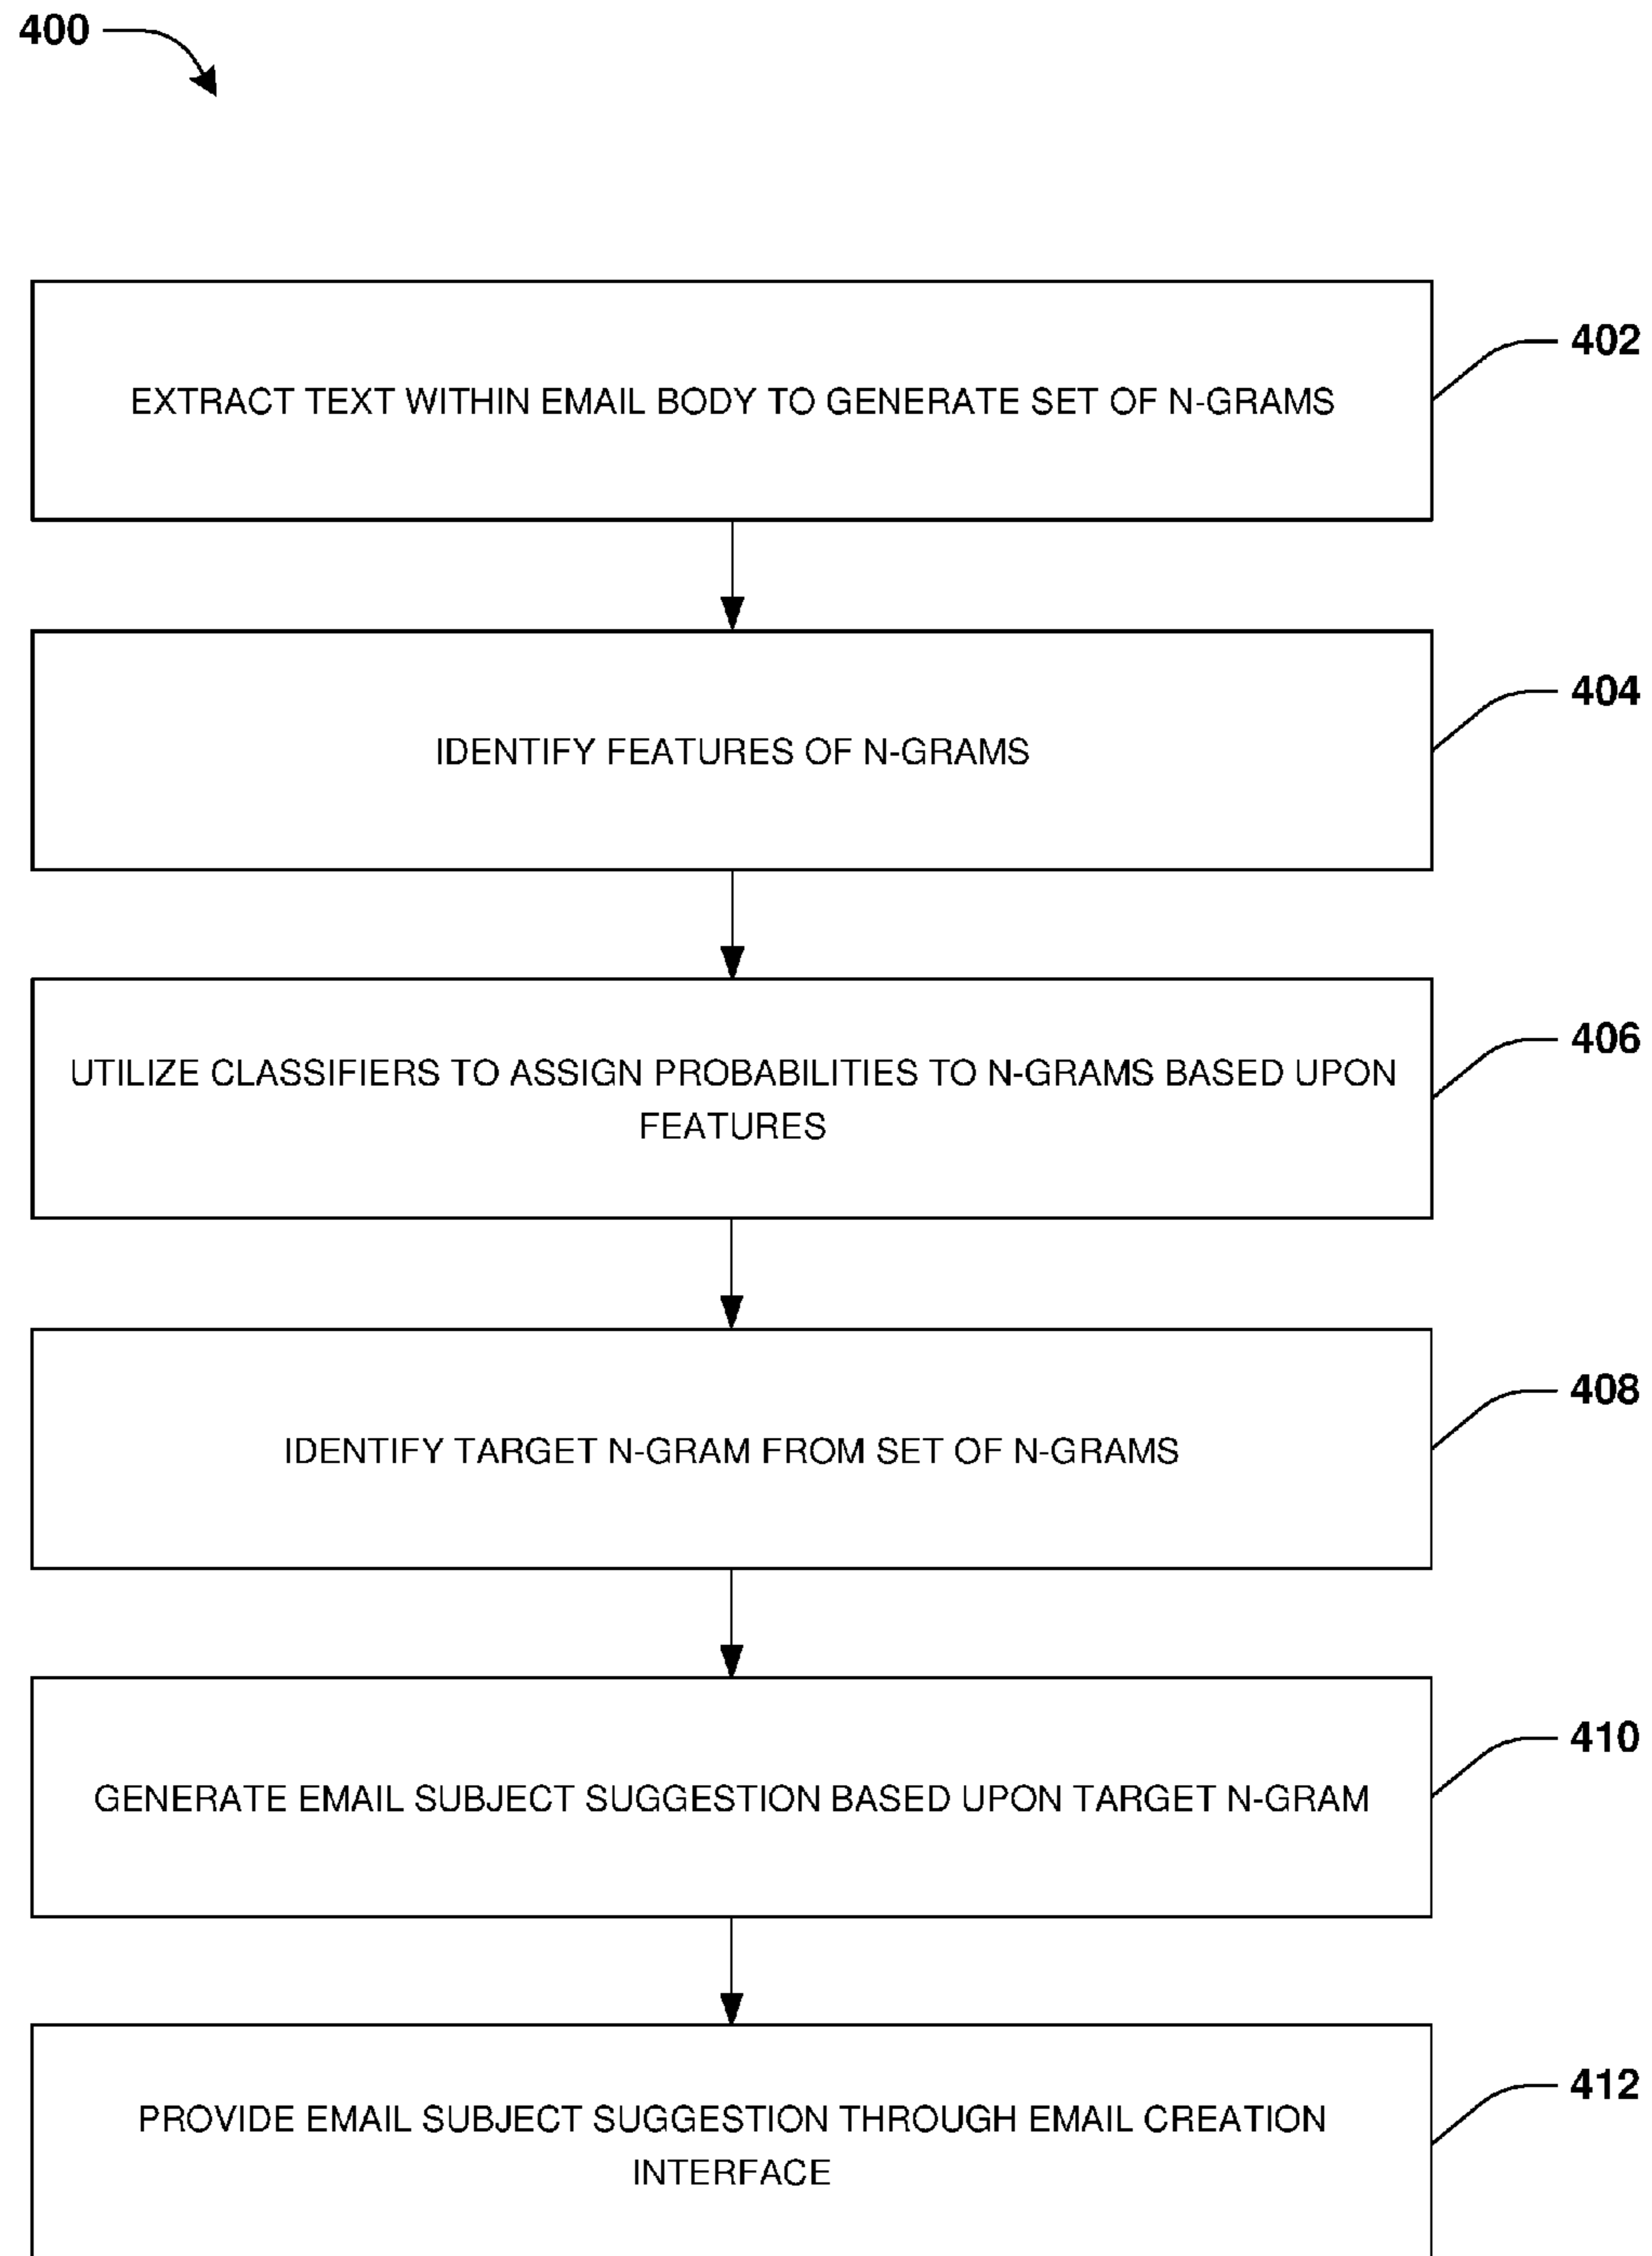 400
EXTRACT TEXT WITHIN EMAIL BODY TO GENERATE SET OF N-GRAMS
402
IDENTIFY FEATURES OF N-GRAMS
404
UTILIZE CLASSIFIERS TO ASSIGN PROBABILITIES TO N-GRAMS BASED UPON
FEATURES
406
IDENTIFY TARGET N-GRAM FROM SET OF N-GRAMS
408
GENERATE EMAIL SUBJECT SUGGESTION BASED UPON TARGET N-GRAM
410
PROVIDE EMAIL SUBJECT SUGGESTION THROUGH EMAIL CREATION
INTERFACE
412